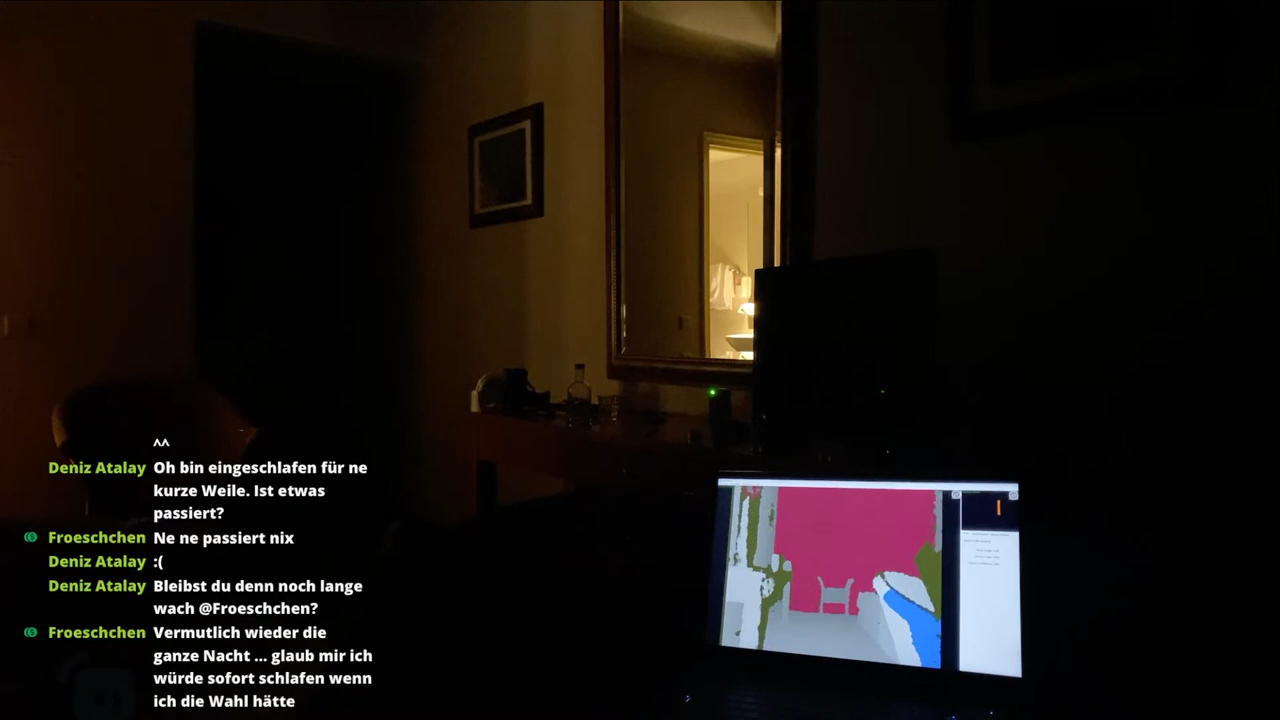 ^^
Deniz Atalay Oh bin eingeschlafen für ne
kurze Weile. Ist etwas
passiert?
Froeschchen Ne ne passiert nix
Deniz Atalay :(
Deniz Atalay Bleibst du denn noch lange
wach @Froeschchen?
Froeschchen Vermutlich wieder die
ganze Nacht ... glaub mir ich
würde sofort schlafen wenn
ich die Wahl hätte